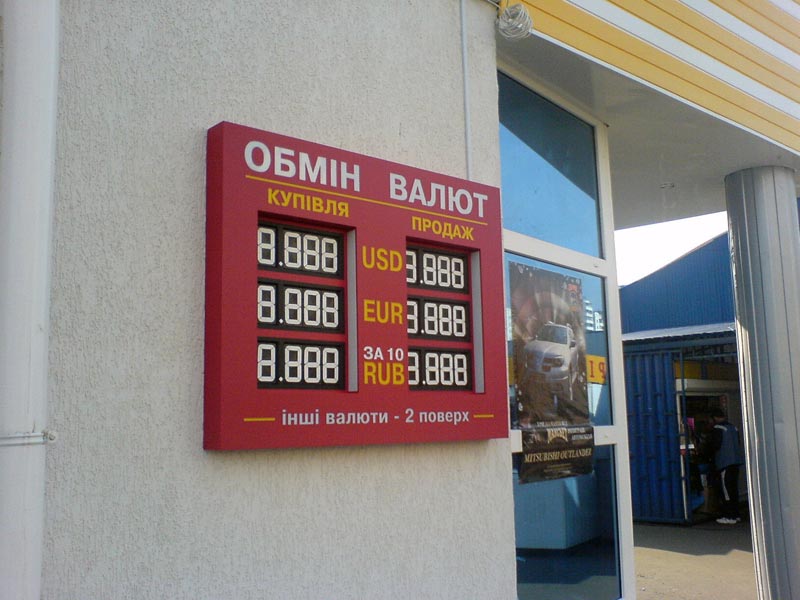 ОБМІН ВАЛЮТ
КУПІВЛЯ ПРОДАЖ
8.888 USD 8.888
8.888 EUR 8.888
ЗА 10
8.888 RUB 8.888
інші валюти - 2 поверх
MITSUBISHI OUTLANDER